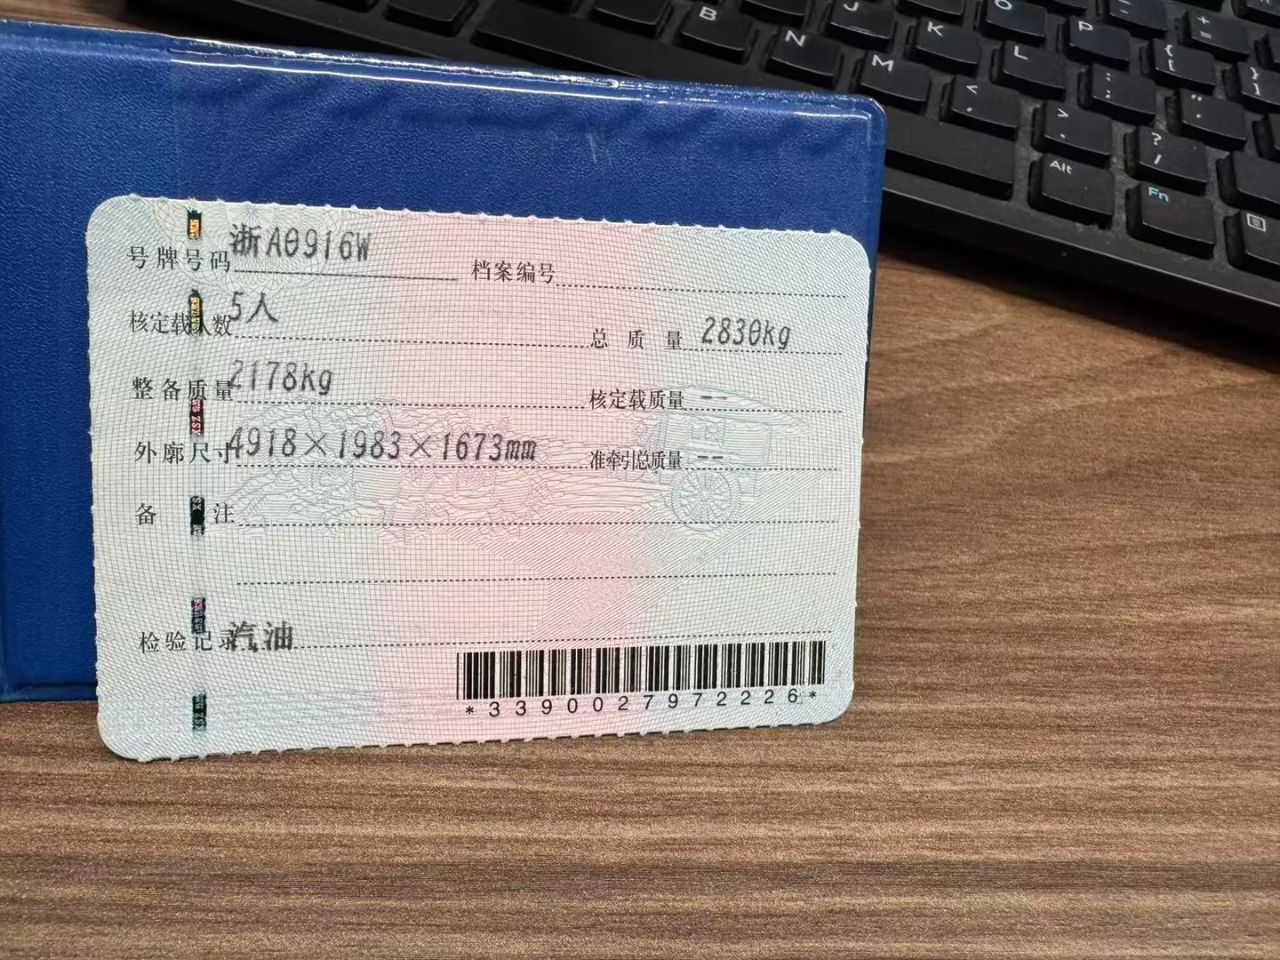 B N M J K L O P
< > ? / : ; " { [ } ] + =
Alt Fn
号牌号码 浙A0916W 档案编号
核定载人数 5人 总质量 2830kg
整备质量 2178kg 核定载质量 --
外廓尺寸 4918×1983×1673mm 准牵引总质量 --
备注
检验记录 汽油
*3390027972226*